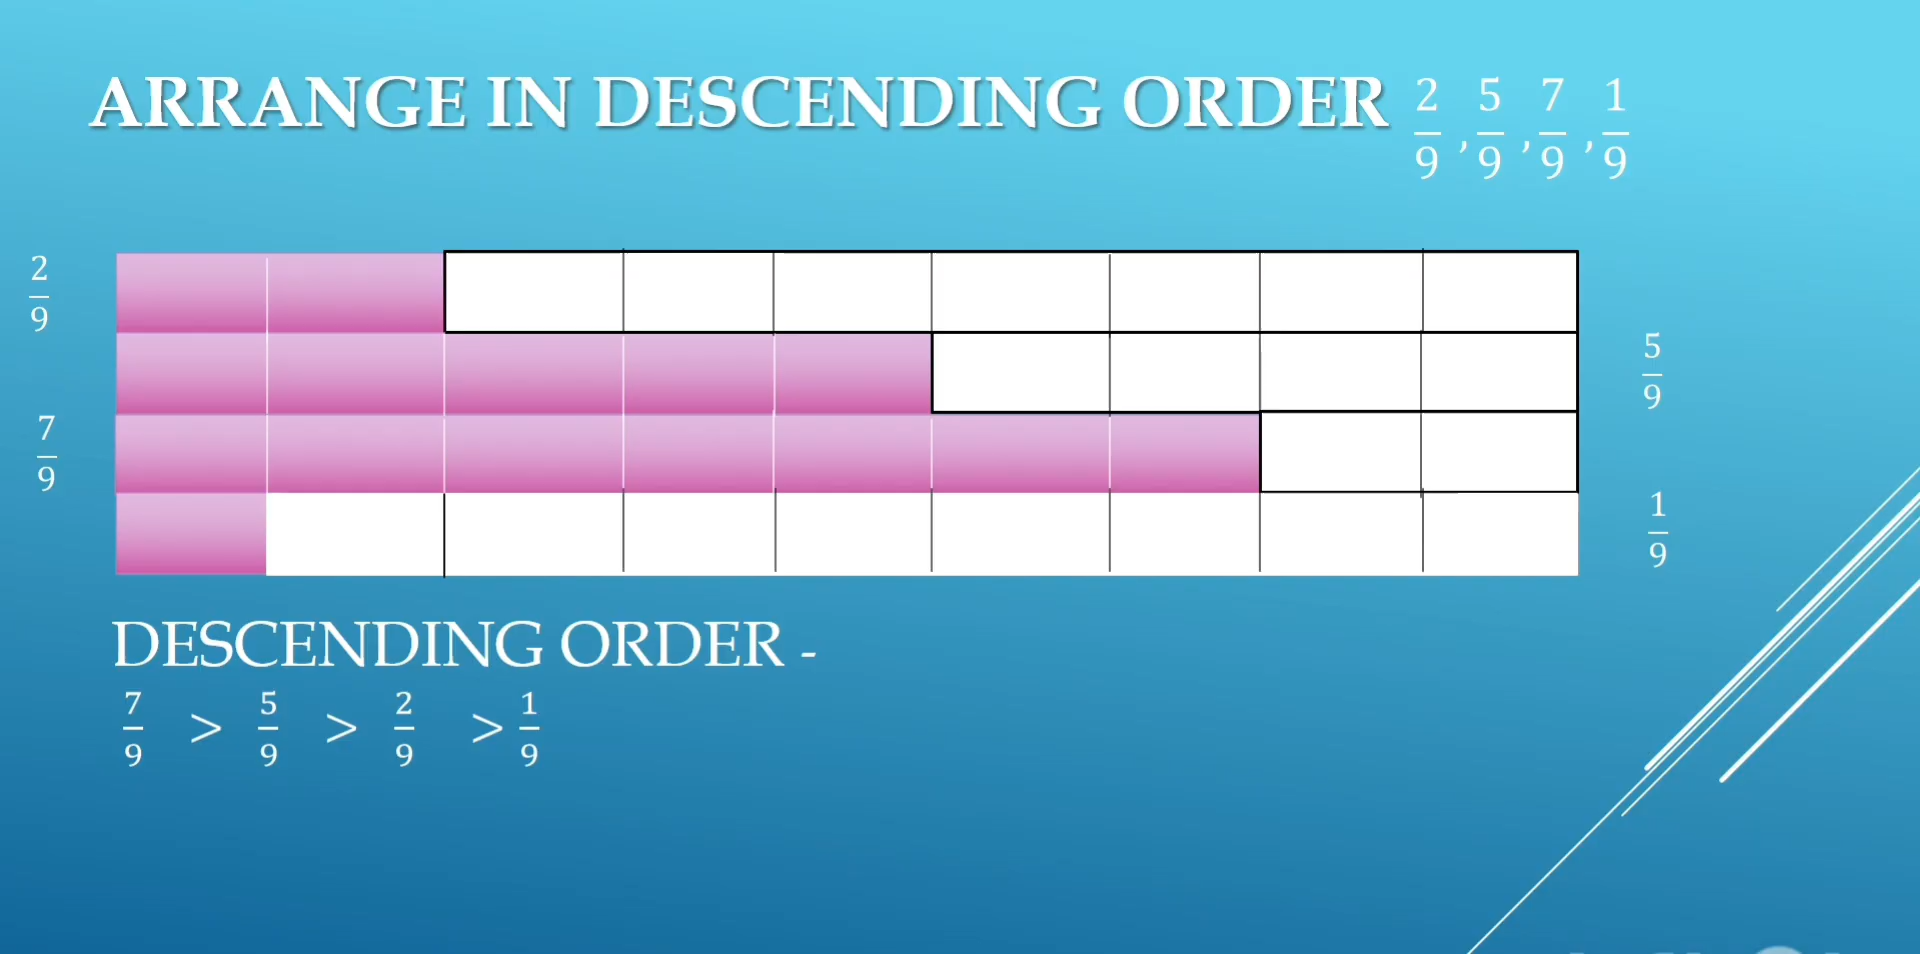 ARRANGE IN DESCENDING ORDER 2/9 , 5/9 , 7/9 , 1/9
2/9
5/9
7/9
1/9
DESCENDING ORDER -
7/9 > 5/9 > 2/9 > 1/9